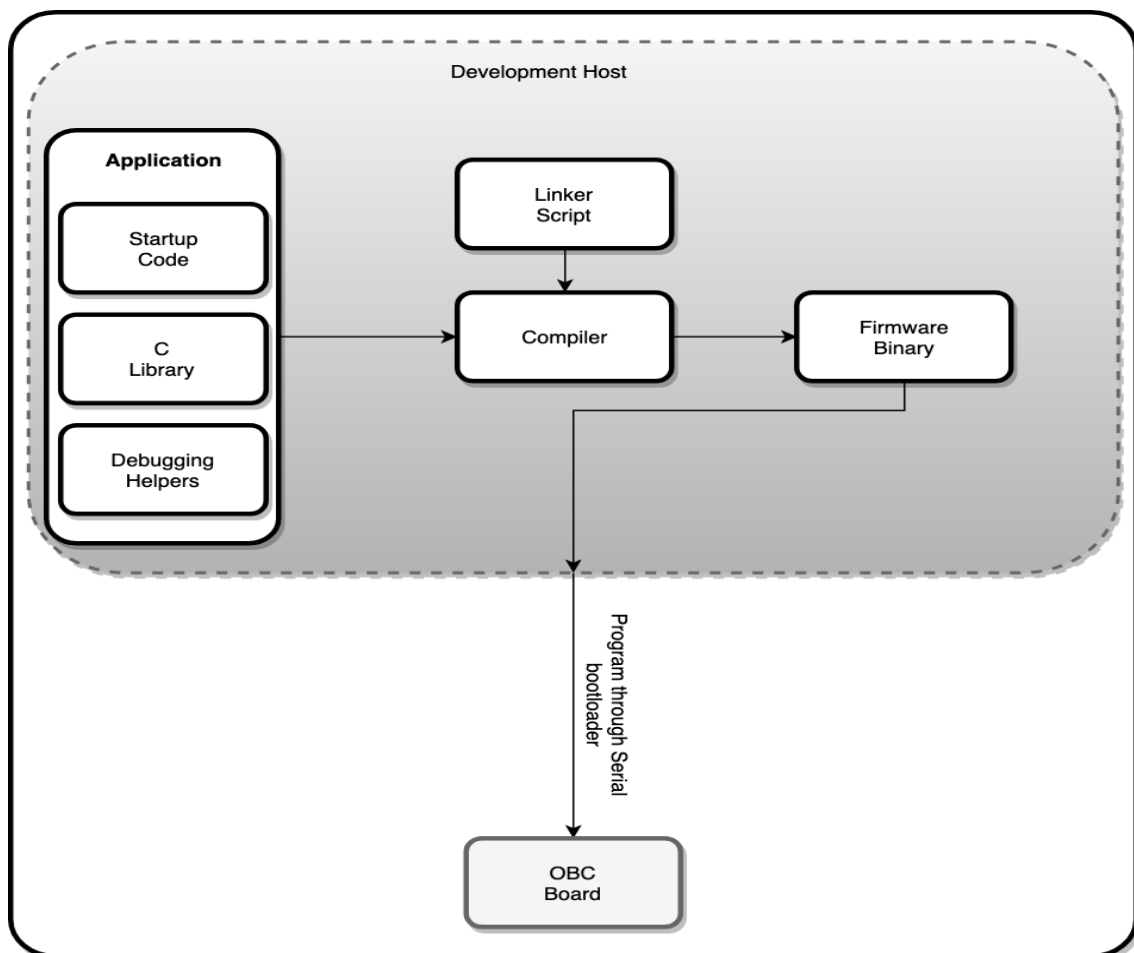 Development Host
Application
Startup
Code
C
Library
Debugging
Helpers
Linker
Script
Compiler
Firmware
Binary
Program through Serial
bootloader
OBC
Board